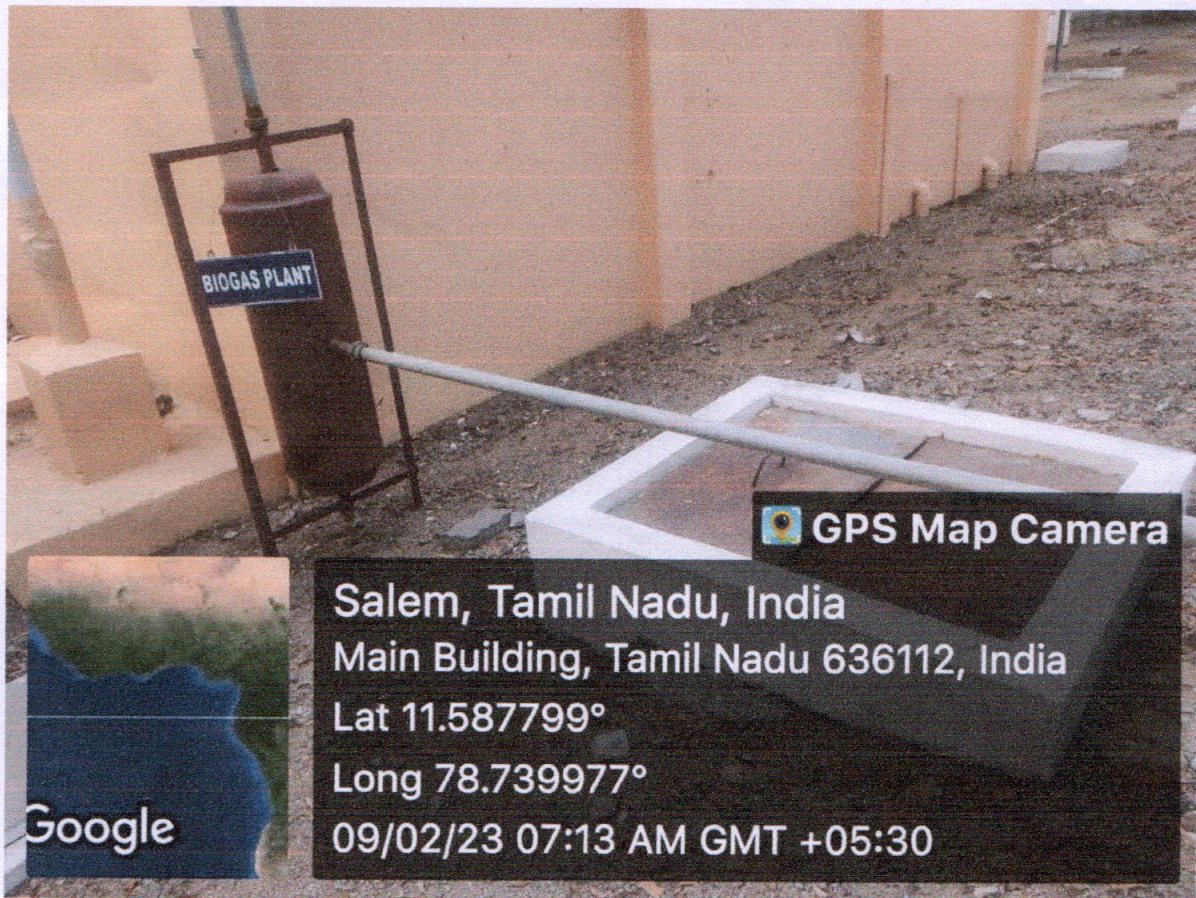 BIOGAS PLANT
GPS Map Camera
Salem, Tamil Nadu, India
Main Building, Tamil Nadu 636112, India
Lat 11.587799°
Long 78.739977°
09/02/23 07:13 AM GMT +05:30
Google